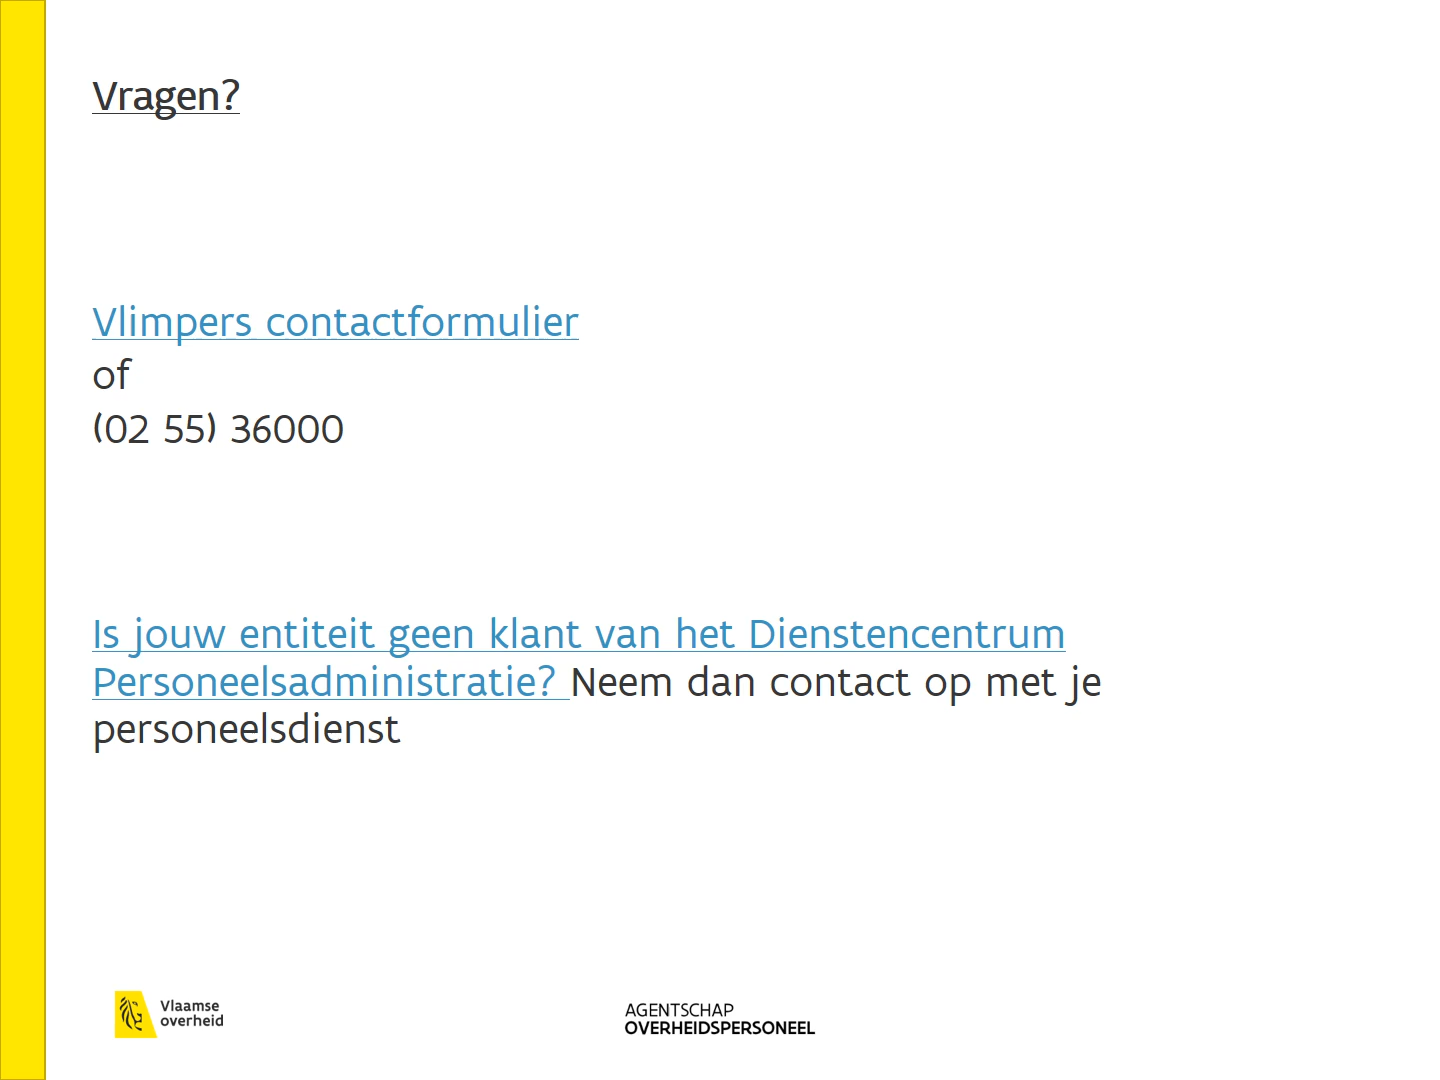 Vragen?
Vlimpers contactformulier
of
(02 55) 36000
Is jouw entiteit geen klant van het Dienstencentrum
Personeelsadministratie? Neem dan contact op met je
personeelsdienst
Vlaamse
overheid
AGENTSCHAP
OVERHEIDSPERSONEEL